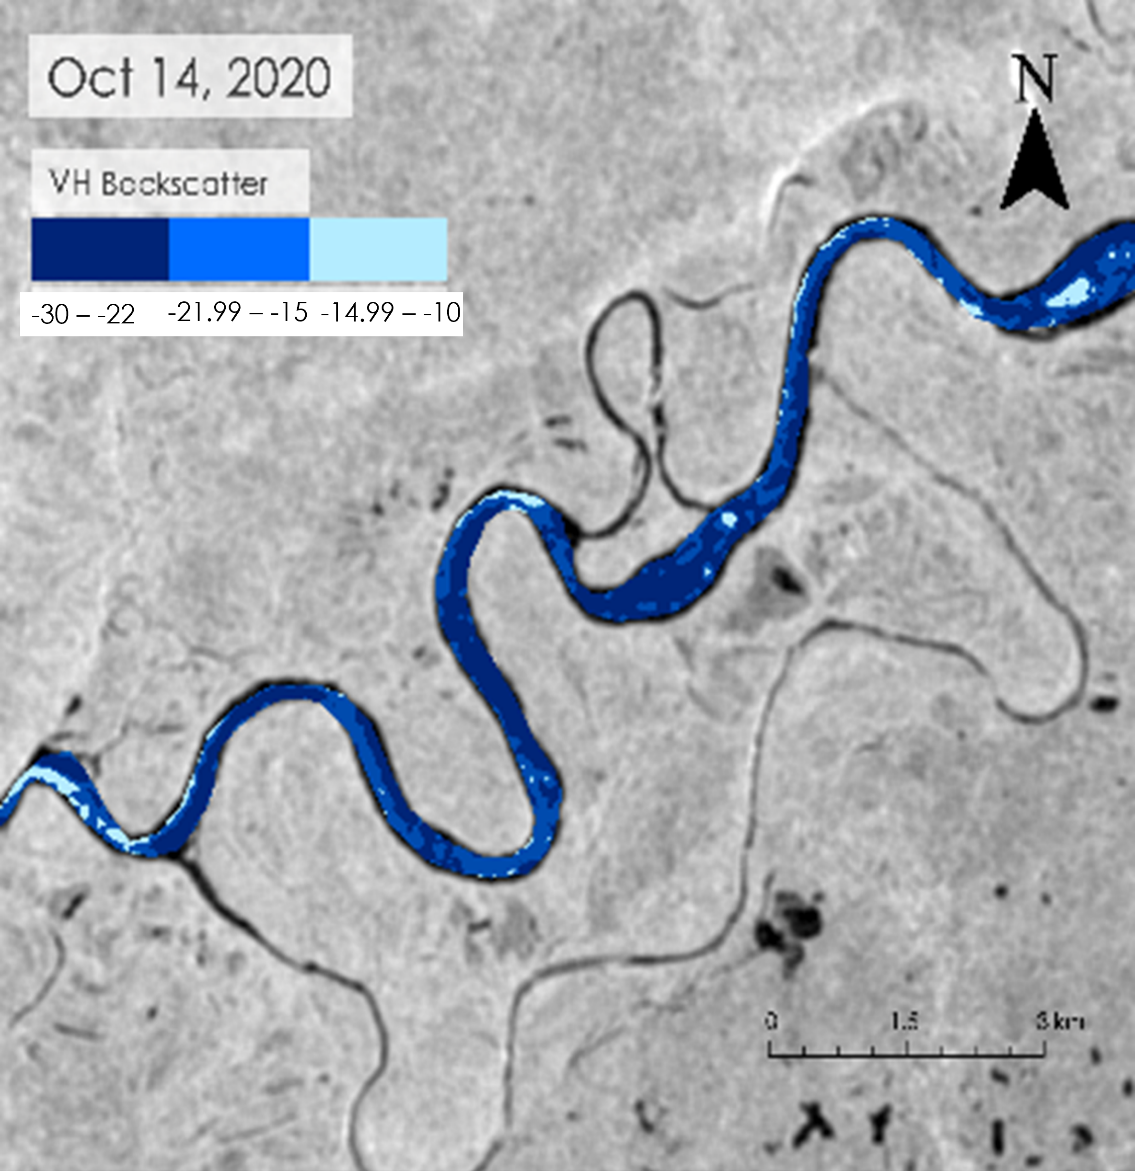 Oct 14, 2020
N
VH Backscatter
-30 – -22 -21.99 – -15 -14.99 – -10
0 1.5 3 km